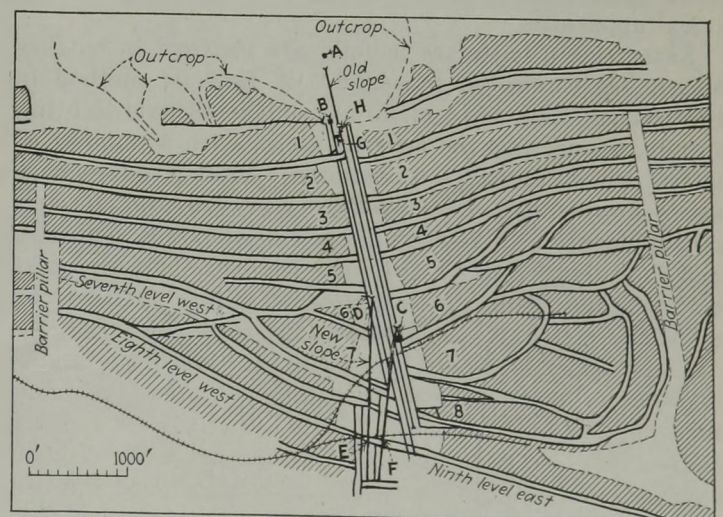 Outcrop
Outcrop
A
Old
slope
B
H
F
G
1
1
2
2
3
3
4
4
5
5
Barrier pillar
Barrier pillar
Seventh level west
6
D
C
6
New
slope
7
7
Eighth level west
8
E
F
Ninth level east
0'
1000'